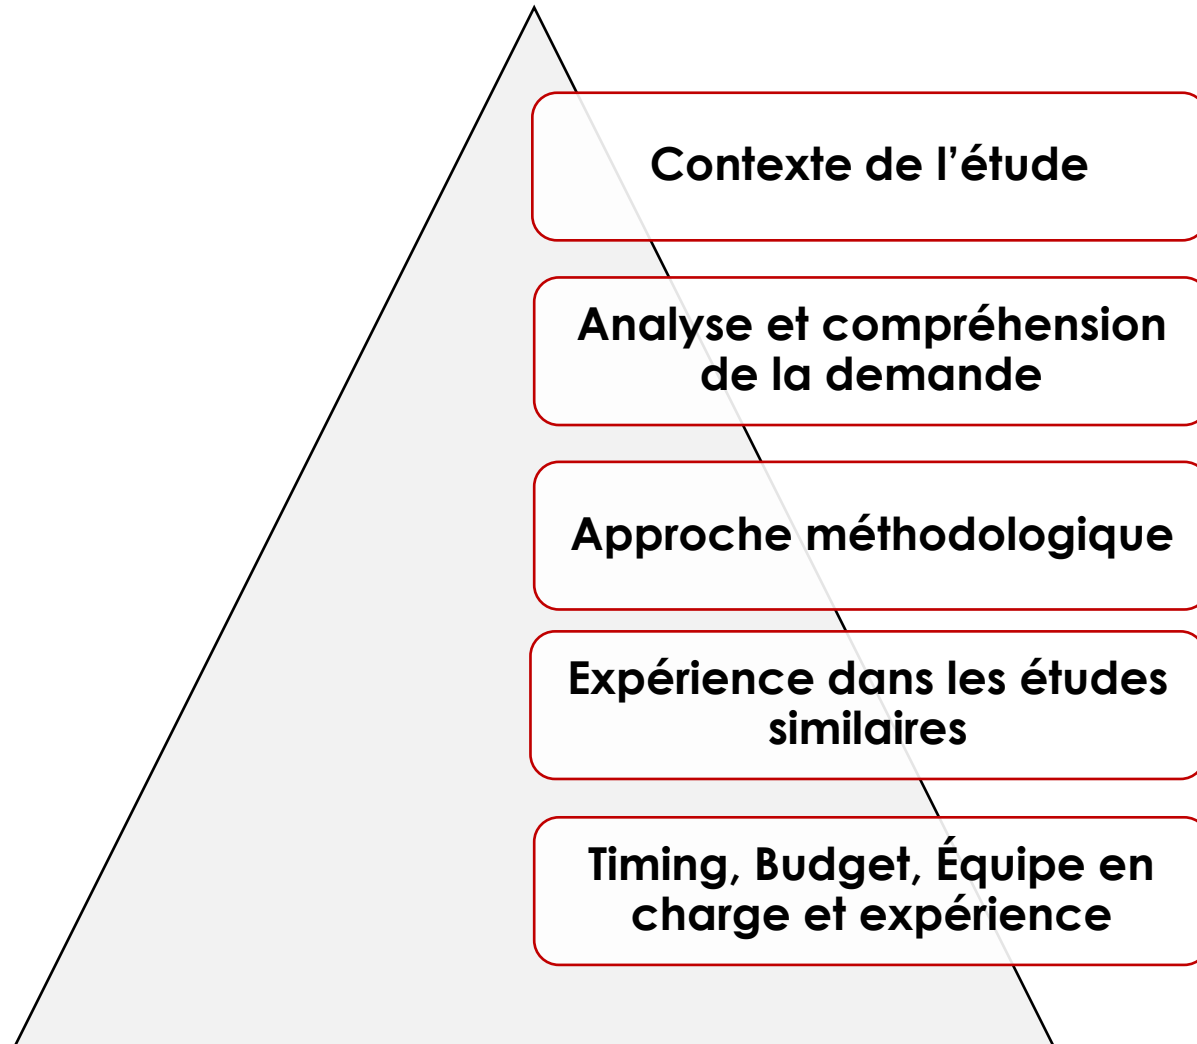 Contexte de l’étude
Analyse et compréhension
de la demande
Approche méthodologique
Expérience dans les études
similaires
Timing, Budget, Équipe en
charge et expérience